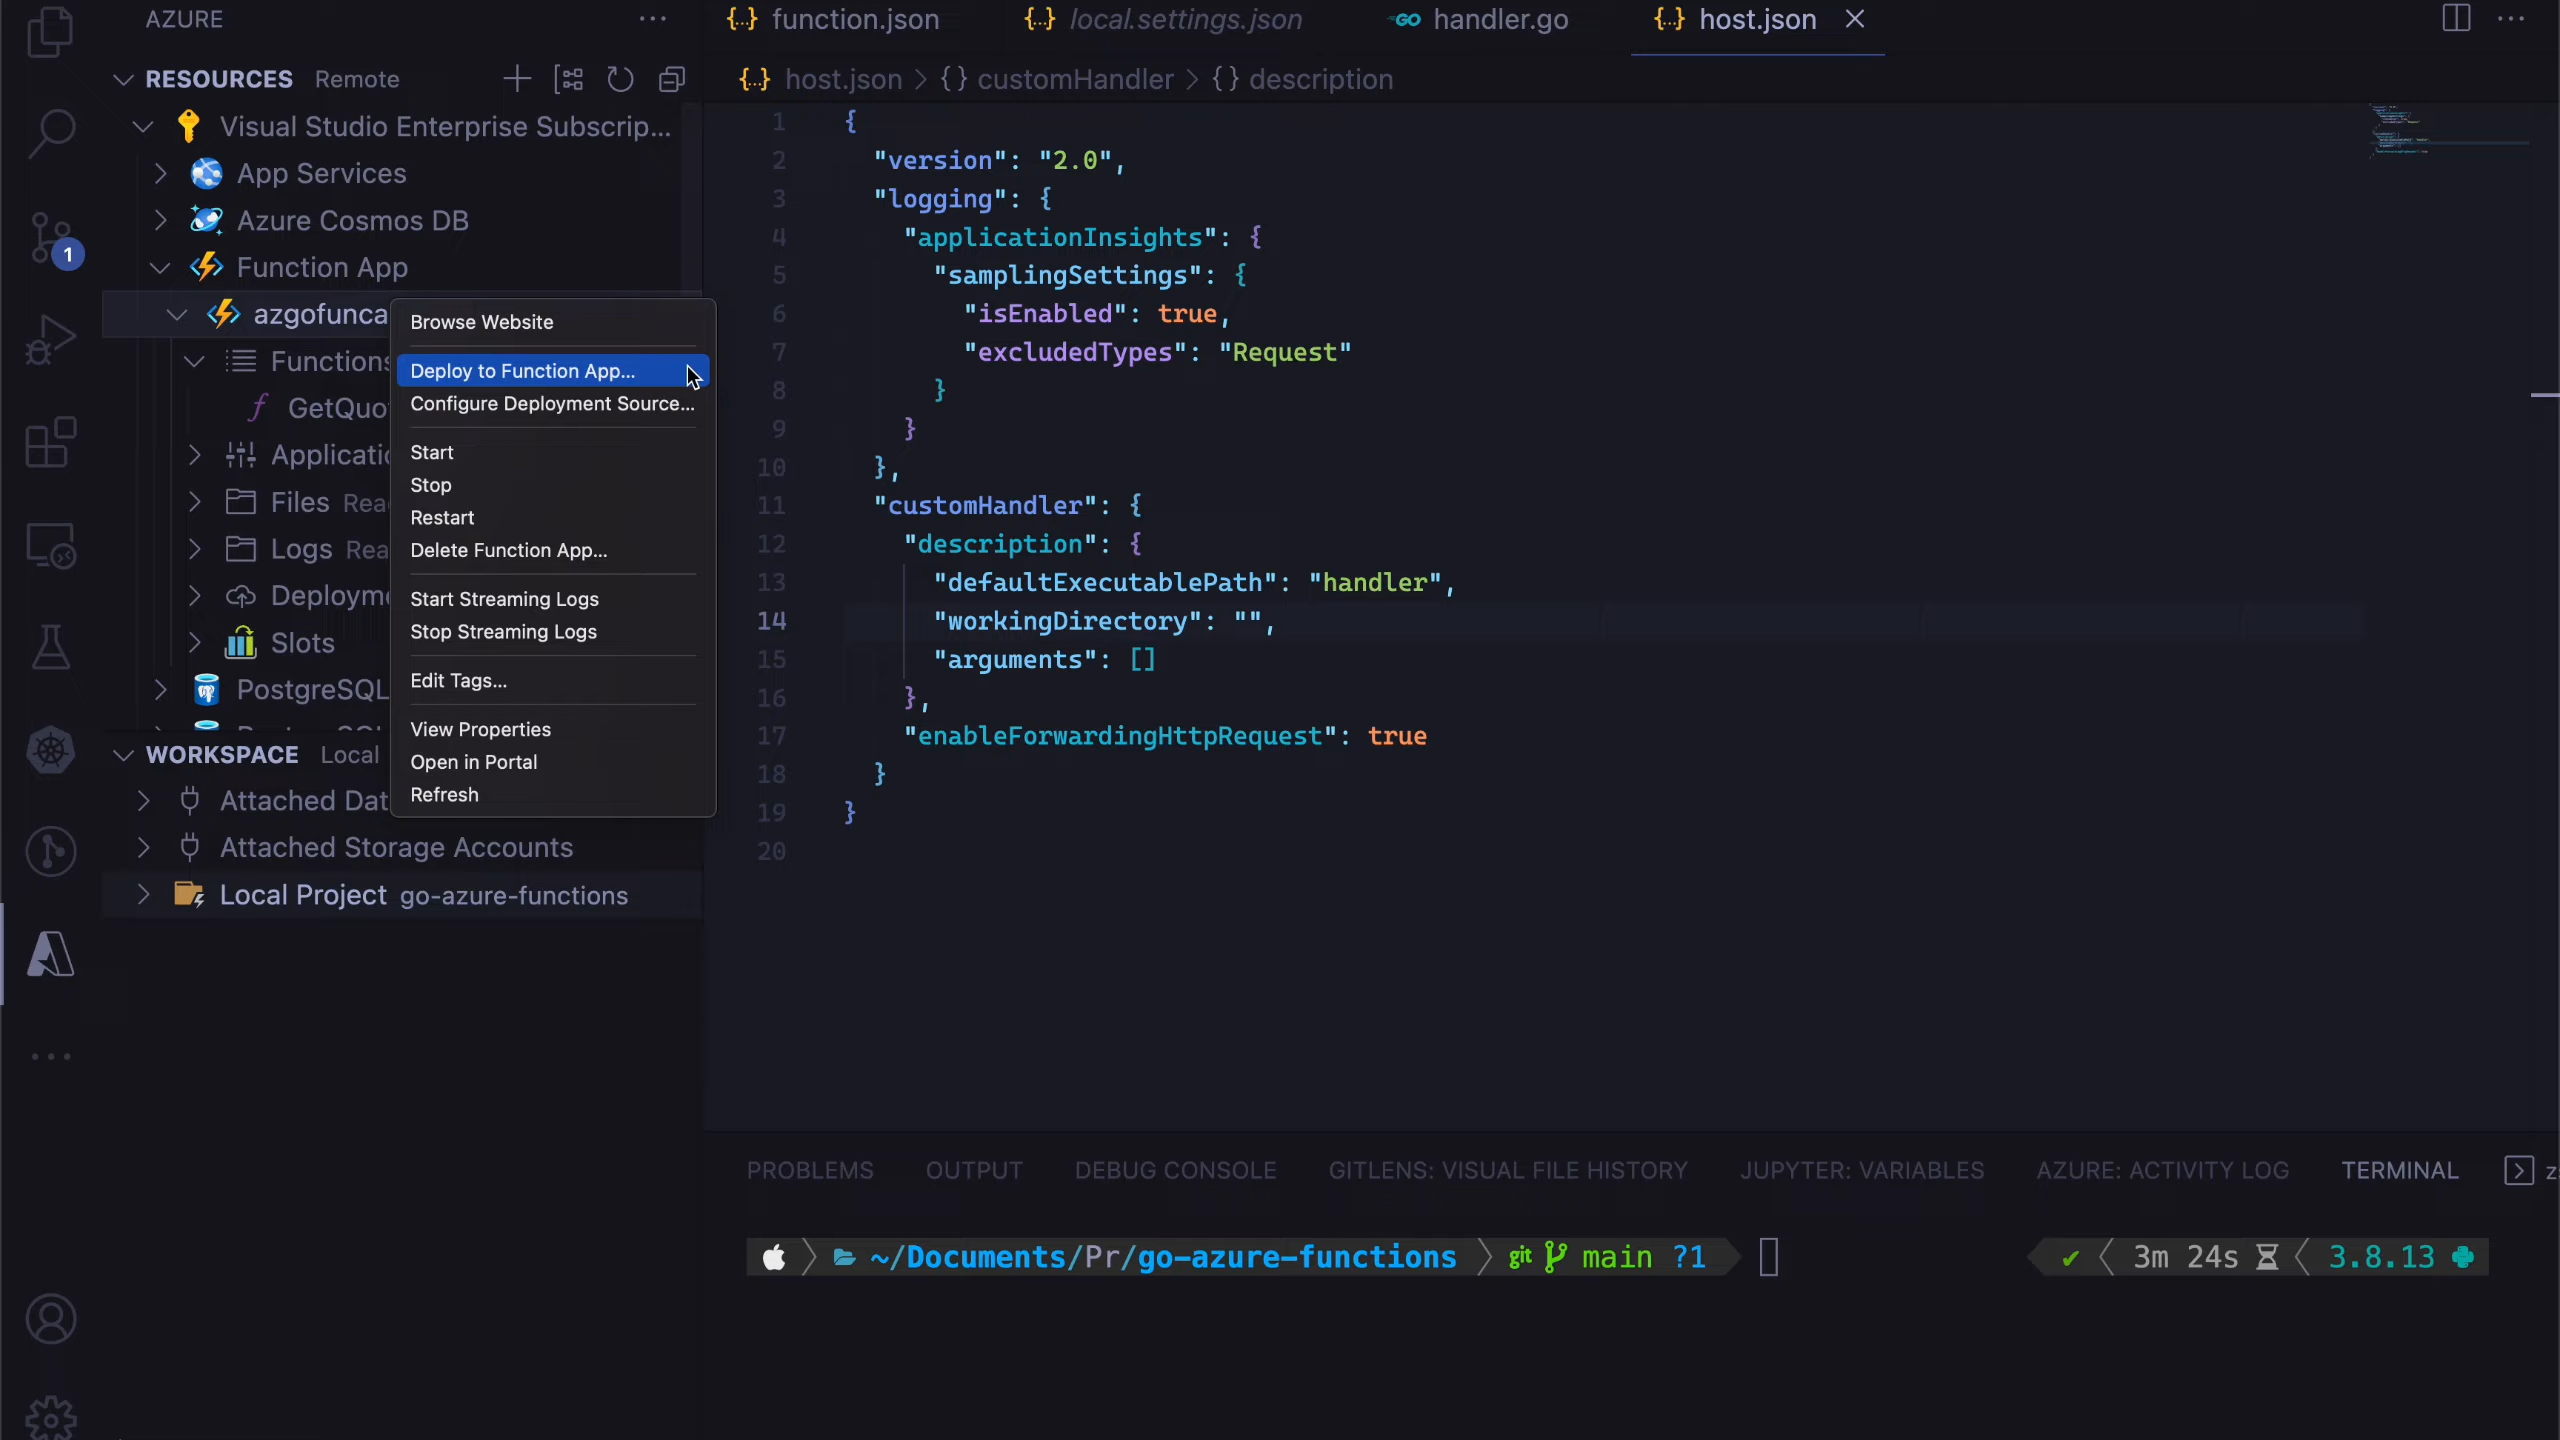 AZURE
RESOURCES Remote
Visual Studio Enterprise Subscrip...
App Services
Azure Cosmos DB
Function App
azgofunca
Functions
GetQuo
Applicatio
Files Rea
Logs Rea
Deployme
Slots
PostgreSQL
WORKSPACE Local
Attached Dat
Attached Storage Accounts
Local Project go-azure-functions
1
Browse Website
Deploy to Function App...
Configure Deployment Source...
Start
Stop
Restart
Delete Function App...
Start Streaming Logs
Stop Streaming Logs
Edit Tags...
View Properties
Open in Portal
Refresh
{..} function.json {..} local.settings.json GO handler.go {..} host.json
{..} host.json > {} customHandler > {} description
1 {
2 "version": "2.0",
3 "logging": {
4 "applicationInsights": {
5 "samplingSettings": {
6 "isEnabled": true,
7 "excludedTypes": "Request"
8 }
9 }
10 },
11 "customHandler": {
12 "description": {
13 "defaultExecutablePath": "handler",
14 "workingDirectory": "",
15 "arguments": []
16 },
17 "enableForwardingHttpRequest": true
18 }
19 }
20
PROBLEMS OUTPUT DEBUG CONSOLE GITLENS: VISUAL FILE HISTORY JUPYTER: VARIABLES AZURE: ACTIVITY LOG TERMINAL
~/Documents/Pr/go-azure-functions git main ?1 ✔ 3m 24s 3.8.13